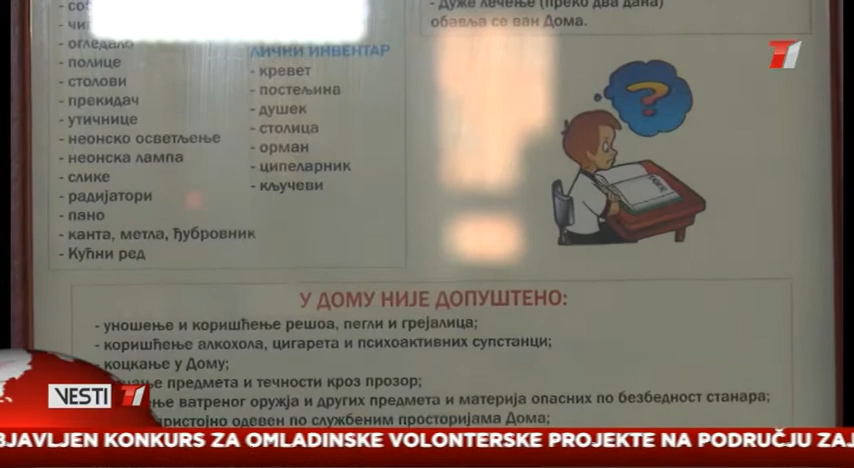 - Дуже лечење (преко два дана)
обавља се ван Дома.
- огледало
- полице
- столови
- прекидач
- утичнице
- неонско осветљење
- неонска лампа
- слике
- радијатори
- пано
- канта, метла, ђубровник
- Кућни ред
ЛИЧНИ ИНВЕНТАР
- кревет
- постељина
- душек
- столица
- орман
- ципеларник
- кључеви
У ДОМУ НИЈЕ ДОПУШТЕНО:
- уношење и коришћење решоа, пегли и грејалица;
- коришћење алкохола, цигарета и психоактивних супстанци;
- коцкање у Дому;
предмета и течности кроз прозор;
ватреног оружја и других предмета и материја опасних по безбедност станара;
одевен по службеним просторијама Дома;
VESTI T1
BJAVLJEN KONKURS ZA OMLADINSKE VOLONTERSKE PROJEKTE NA PODRUČJU ZAJ
T1